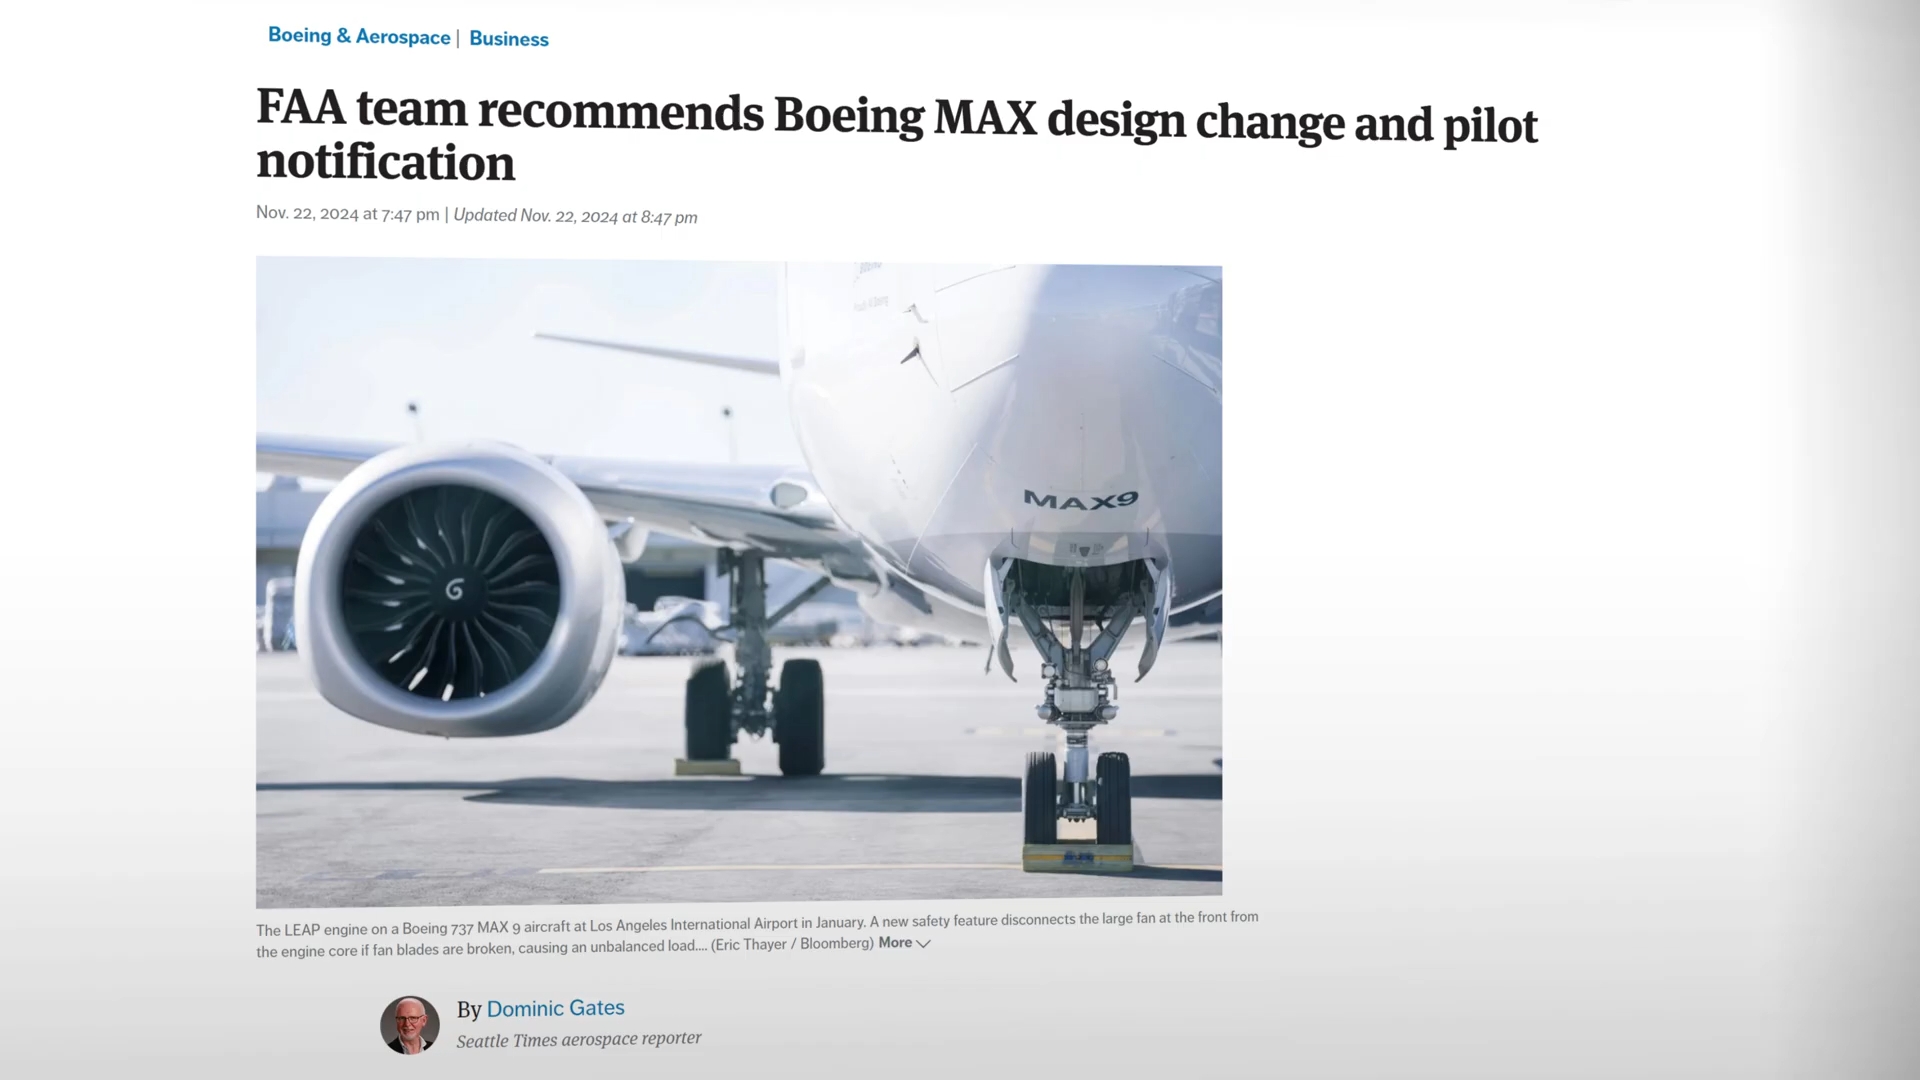 Boeing & Aerospace | Business
FAA team recommends Boeing MAX design change and pilot
notification
Nov. 22, 2024 at 7:47 pm | Updated Nov. 22, 2024 at 8:47 pm
MAX9
The LEAP engine on a Boeing 737 MAX 9 aircraft at Los Angeles International Airport in January. A new safety feature disconnects the large fan at the front from
the engine core if fan blades are broken, causing an unbalanced load.... (Eric Thayer / Bloomberg) More
By Dominic Gates
Seattle Times aerospace reporter